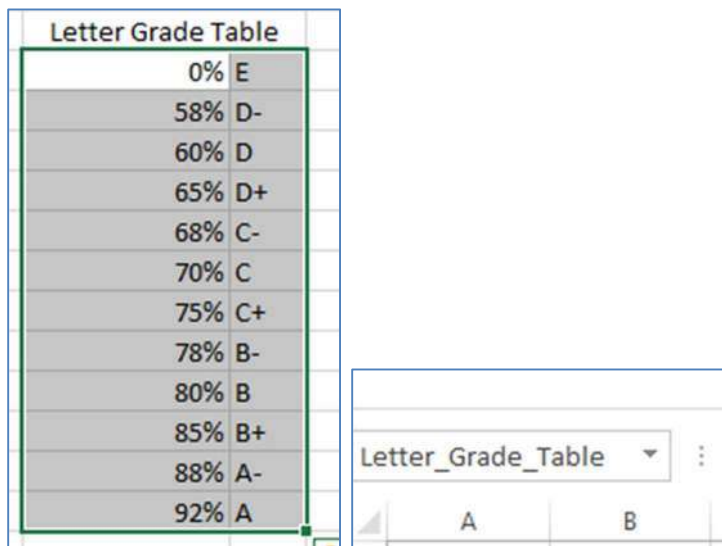 Letter Grade Table
0% E
58% D-
60% D
65% D+
68% C-
70% C
75% C+
78% B-
80% B
85% B+
88% A-
92% A
Letter_Grade_Table
A B